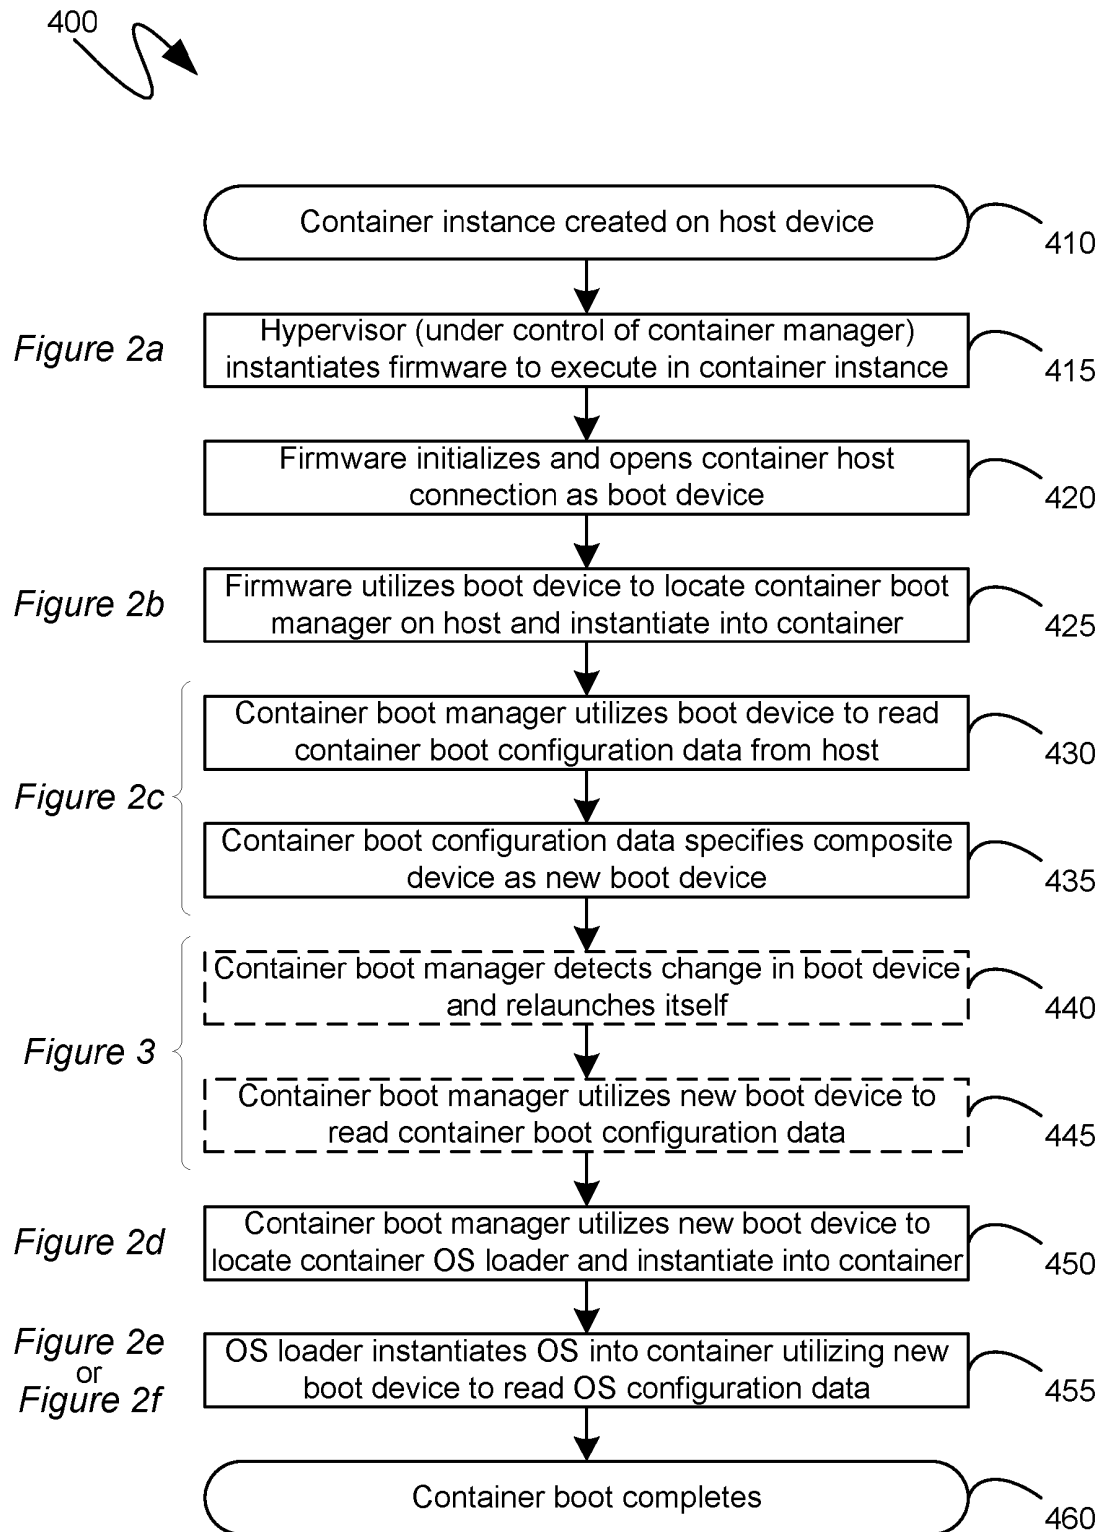 400
Container instance created on host device
410
Figure 2a
Hypervisor (under control of container manager)
instantiates firmware to execute in container instance
415
Firmware initializes and opens container host
connection as boot device
420
Figure 2b
Firmware utilizes boot device to locate container boot
manager on host and instantiate into container
425
Figure 2c
Container boot manager utilizes boot device to read
container boot configuration data from host
430
Container boot configuration data specifies composite
device as new boot device
435
Figure 3
Container boot manager detects change in boot device
and relaunches itself
440
Container boot manager utilizes new boot device to
read container boot configuration data
445
Figure 2d
Container boot manager utilizes new boot device to
locate container OS loader and instantiate into container
450
Figure 2e
or
Figure 2f
OS loader instantiates OS into container utilizing new
boot device to read OS configuration data
455
Container boot completes
460